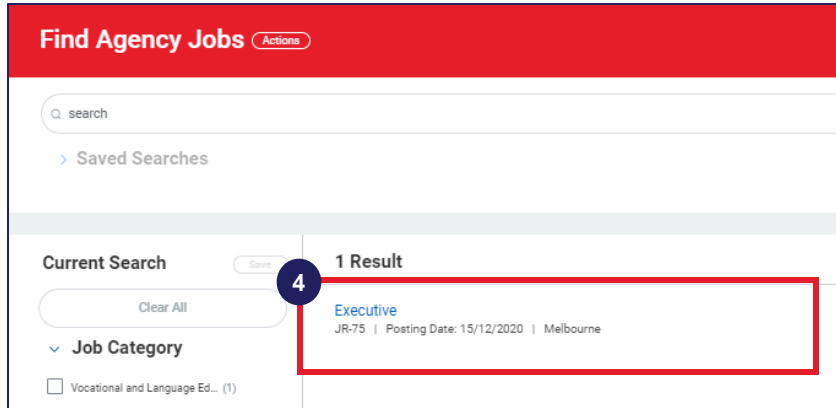 Find Agency Jobs Actions
search
> Saved Searches
Current Search Save
Clear All
Job Category
Vocational and Language Ed... (1)
1 Result
4
Executive
JR-75 | Posting Date: 15/12/2020 | Melbourne